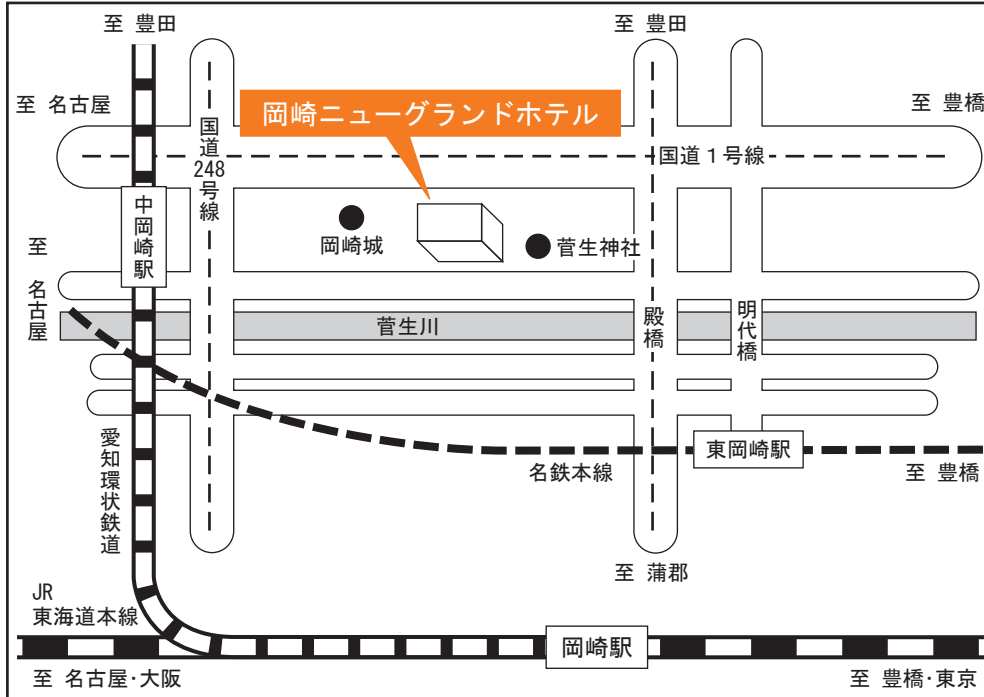 至 豊田
至 豊田
至 名古屋
岡崎ニューグランドホテル
至 豊橋
国道248号線
国道１号線
中岡崎駅
岡崎城
菅生神社
至 名古屋
菅生川
殿橋
明代橋
愛知環状鉄道
名鉄本線
東岡崎駅
至 豊橋
至 蒲郡
JR
東海道本線
岡崎駅
至 名古屋･大阪
至 豊橋･東京